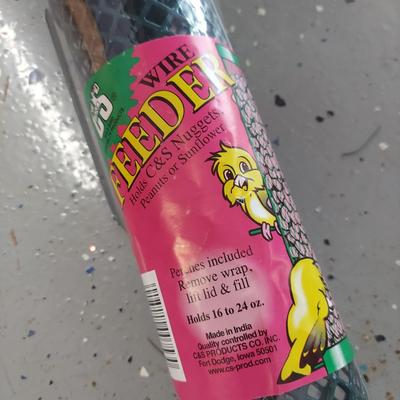 CS®
WIRE
FEEDER
Holds C&S Nuggets,
Peanuts or Sunflower
Perches included
Remove wrap,
lift lid & fill
Holds 16 to 24 oz.
Made in India
Quality controlled by
C&S PRODUCTS CO. INC.
Fort Dodge, Iowa 50501
www.cs-prod.com